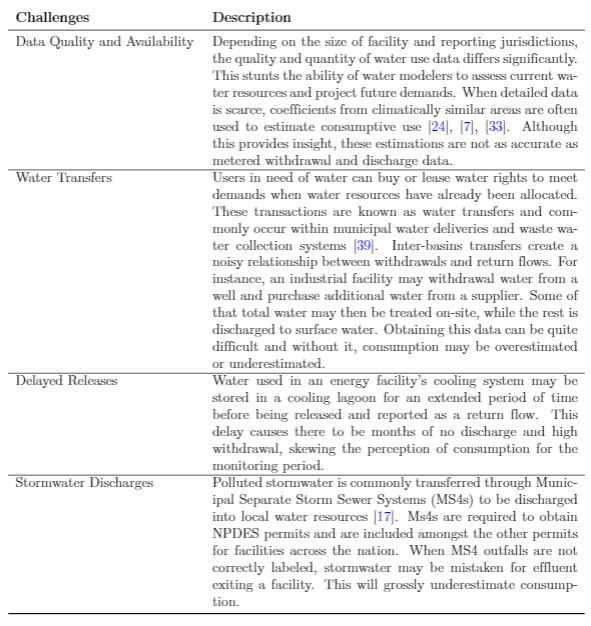 Challenges Description
Data Quality and Availability Depending on the size of facility and reporting jurisdictions,
the quality and quantity of water use data differs significantly.
This stunts the ability of water modelers to assess current wa-
ter resources and project future demands. When detailed data
is scarce, coefficients from climatically similar areas are often
used to estimate consumptive use [24], [7], [33]. Although
this provides insight, these estimations are not as accurate as
metered withdrawal and discharge data.
Water Transfers Users in need of water can buy or lease water rights to meet
demands when water resources have already been allocated.
These transactions are known as water transfers and com-
monly occur within municipal water deliveries and waste wa-
ter collection systems [39]. Inter-basins transfers create a
noisy relationship between withdrawals and return flows. For
instance, an industrial facility may withdrawal water from a
well and purchase additional water from a supplier. Some of
that total water may then be treated on-site, while the rest is
discharged to surface water. Obtaining this data can be quite
difficult and without it, consumption may be overestimated
or underestimated.
Delayed Releases Water used in an energy facility's cooling system may be
stored in a cooling lagoon for an extended period of time
before being released and reported as a return flow. This
delay causes there to be months of no discharge and high
withdrawal, skewing the perception of consumption for the
monitoring period.
Stormwater Discharges Polluted stormwater is commonly transferred through Munic-
ipal Separate Storm Sewer Systems (MS4s) to be discharged
into local water resources [17]. Ms4s are required to obtain
NPDES permits and are included amongst the other permits
for facilities across the nation. When MS4 outfalls are not
correctly labeled, stormwater may be mistaken for effluent
exiting a facility. This will grossly underestimate consump-
tion.